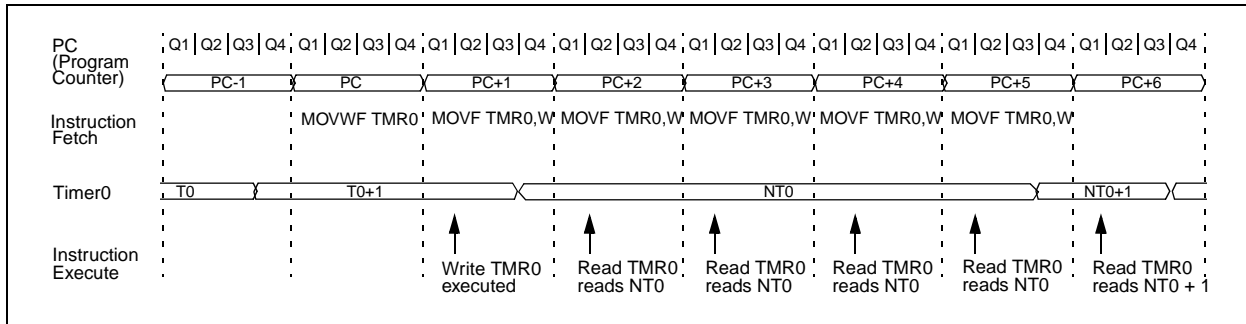 PC
(Program
Counter)
Q1 Q2 Q3 Q4 Q1 Q2 Q3 Q4 Q1 Q2 Q3 Q4 Q1 Q2 Q3 Q4 Q1 Q2 Q3 Q4 Q1 Q2 Q3 Q4 Q1 Q2 Q3 Q4 Q1 Q2 Q3 Q4
PC-1 PC PC+1 PC+2 PC+3 PC+4 PC+5 PC+6
Instruction
Fetch
MOVWF TMR0 MOVF TMR0,W MOVF TMR0,W MOVF TMR0,W MOVF TMR0,W MOVF TMR0,W
Timer0
T0 T0+1 NT0 NT0+1
Instruction
Execute
Write TMR0
executed
Read TMR0
reads NT0
Read TMR0
reads NT0
Read TMR0
reads NT0
Read TMR0
reads NT0
Read TMR0
reads NT0 + 1